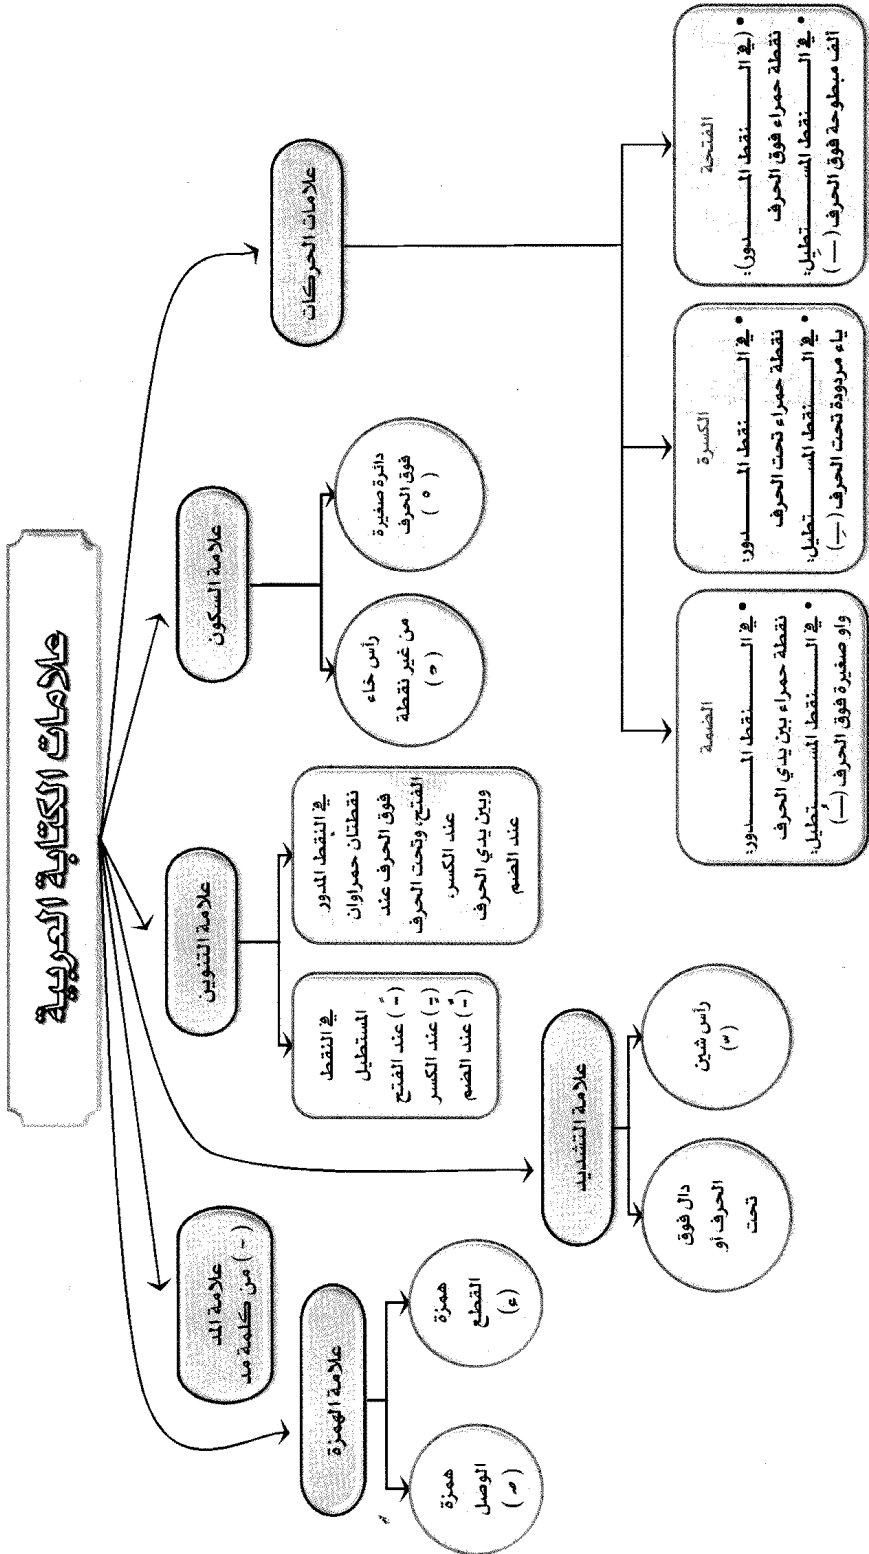 علامات الكتابة العربية
علامات الحركات
الفتحة
• (في النقط المدور):
نقطة حمراء فوق الحرف
• في النقط المستطيل:
ألف مبطوحة فوق الحرف (ـَ)
الكسرة
• في النقط المدور:
نقطة حمراء تحت الحرف
• في النقط المستطيل:
ياء مردودة تحت الحرف (ـِ)
الضمة
• في النقط المدور:
نقطة حمراء بين يدي الحرف
• في النقط المستطيل:
واو صغيرة فوق الحرف (ـُ)
علامة السكون
دائرة صغيرة
فوق الحرف
( ه )
رأس خاء
من غير نقطة
( حـ )
علامة التنوين
في النقط المدور
نقطتان حمراوان
فوق الحرف عند
الفتح، وتحت الحرف
عند الكسر،
وبين يدي الحرف
عند الضم
في النقط
المستطيل
(ـً) عند الفتح
(ـٍ) عند الكسر
(ـٌ) عند الضم
علامة التشديد
رأس شين
(ـّ)
دال فوق
الحرف أو
تحت
علامة المد
( ~ ) من كلمة مد
علامة الهمزة
همزة
القطع
(ء)
همزة
الوصل
(صـ)